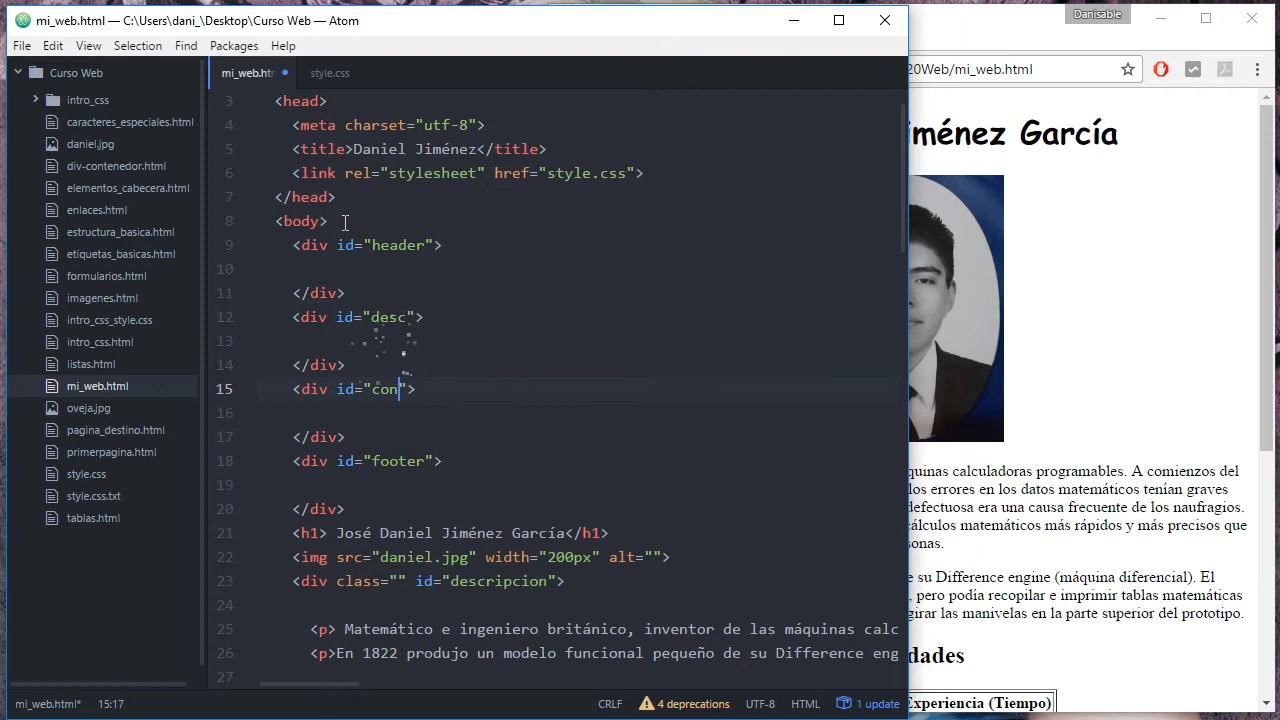 mi_web.html — C:\Users\dani_\Desktop\Curso Web — Atom
Danisable
File Edit View Selection Find Packages Help
Curso Web
intro_css
caracteres_especiales.html
daniel.jpg
div-contenedor.html
elementos_cabecera.html
enlaces.html
estructura_basica.html
etiquetas_basicas.html
formularios.html
imagenes.html
intro_css_style.css
intro_css.html
listas.html
mi_web.html
oveja.jpg
pagina_destino.html
primerpagina.html
style.css
style.css.txt
tablas.html
mi_web.ht style.css
3 <head>
4 <meta charset="utf-8">
5 <title>Daniel Jiménez</title>
6 <link rel="stylesheet" href="style.css">
7 </head>
8 <body>
9 <div id="header">
10
11 </div>
12 <div id="desc">
13
14 </div>
15 <div id="con">
16
17 </div>
18 <div id="footer">
19
20 </div>
21 <h1> José Daniel Jiménez García</h1>
22 <img src="daniel.jpg" width="200px" alt="">
23 <div class="" id="descripcion">
24
25 <p> Matemático e ingeniero británico, inventor de las máquinas calc
26 <p>En 1822 produjo un modelo funcional pequeño de su Difference eng
27
mi_web.html* 15:17 CRLF 4 deprecations UTF-8 HTML 1 update
20Web/mi_web.html
iménez García
quinas calculadoras programables. A comienzos del
los errores en los datos matemáticos tenían graves
defectuosa era una causa frecuente de los naufragios.
cálculos matemáticos más rápidos y más precisos que
sonas.
e su Difference engine (máquina diferencial). El
, pero podía recopilar e imprimir tablas matemáticas
girar las manivelas en la parte superior del prototipo.
dades
Experiencia (Tiempo)